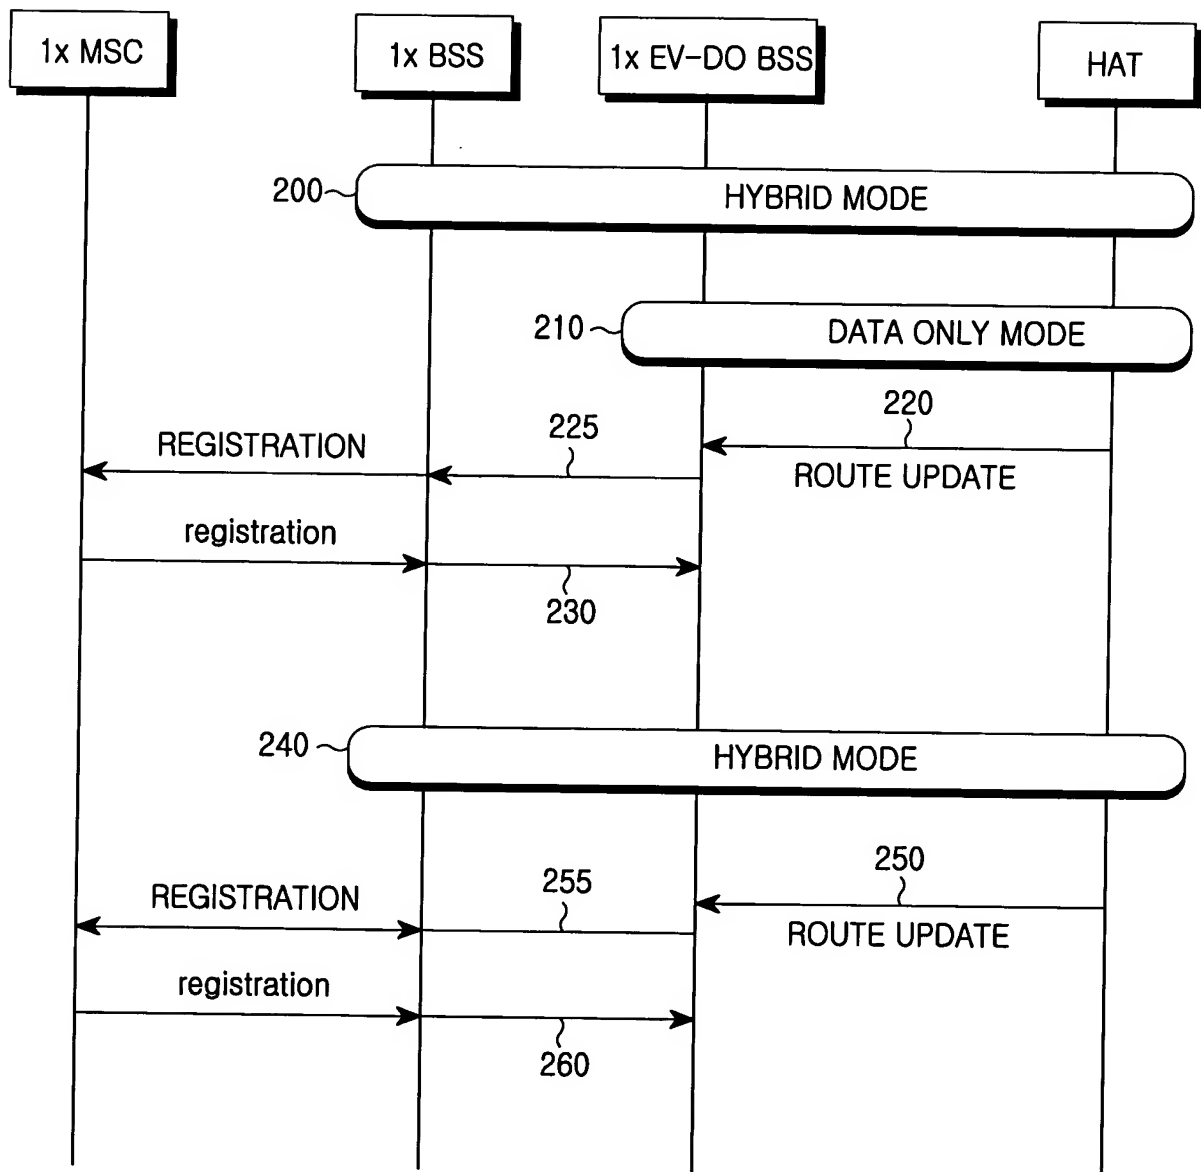 1x MSC
1x BSS
1x EV-DO BSS
HAT
200
HYBRID MODE
210
DATA ONLY MODE
220
225
REGISTRATION
ROUTE UPDATE
registration
230
240
HYBRID MODE
250
255
REGISTRATION
ROUTE UPDATE
registration
260